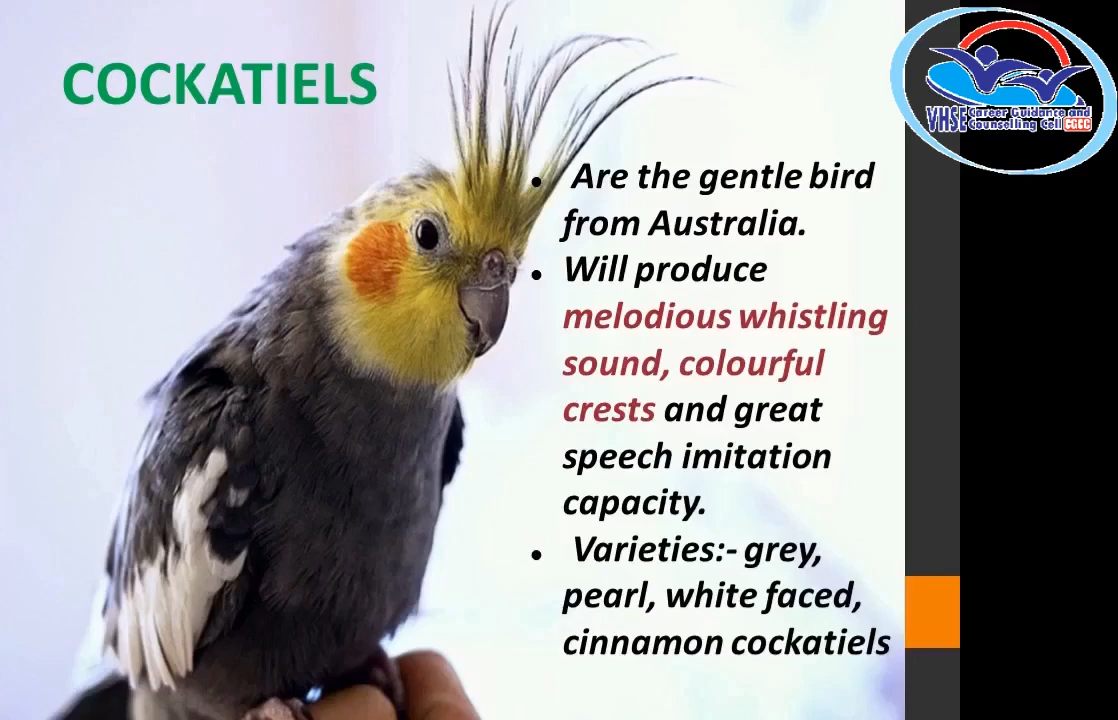 COCKATIELS
VHSE Career Guidance and
Counselling Cell CGCC
• Are the gentle bird
from Australia.
• Will produce
melodious whistling
sound, colourful
crests and great
speech imitation
capacity.
• Varieties:- grey,
pearl, white faced,
cinnamon cockatiels